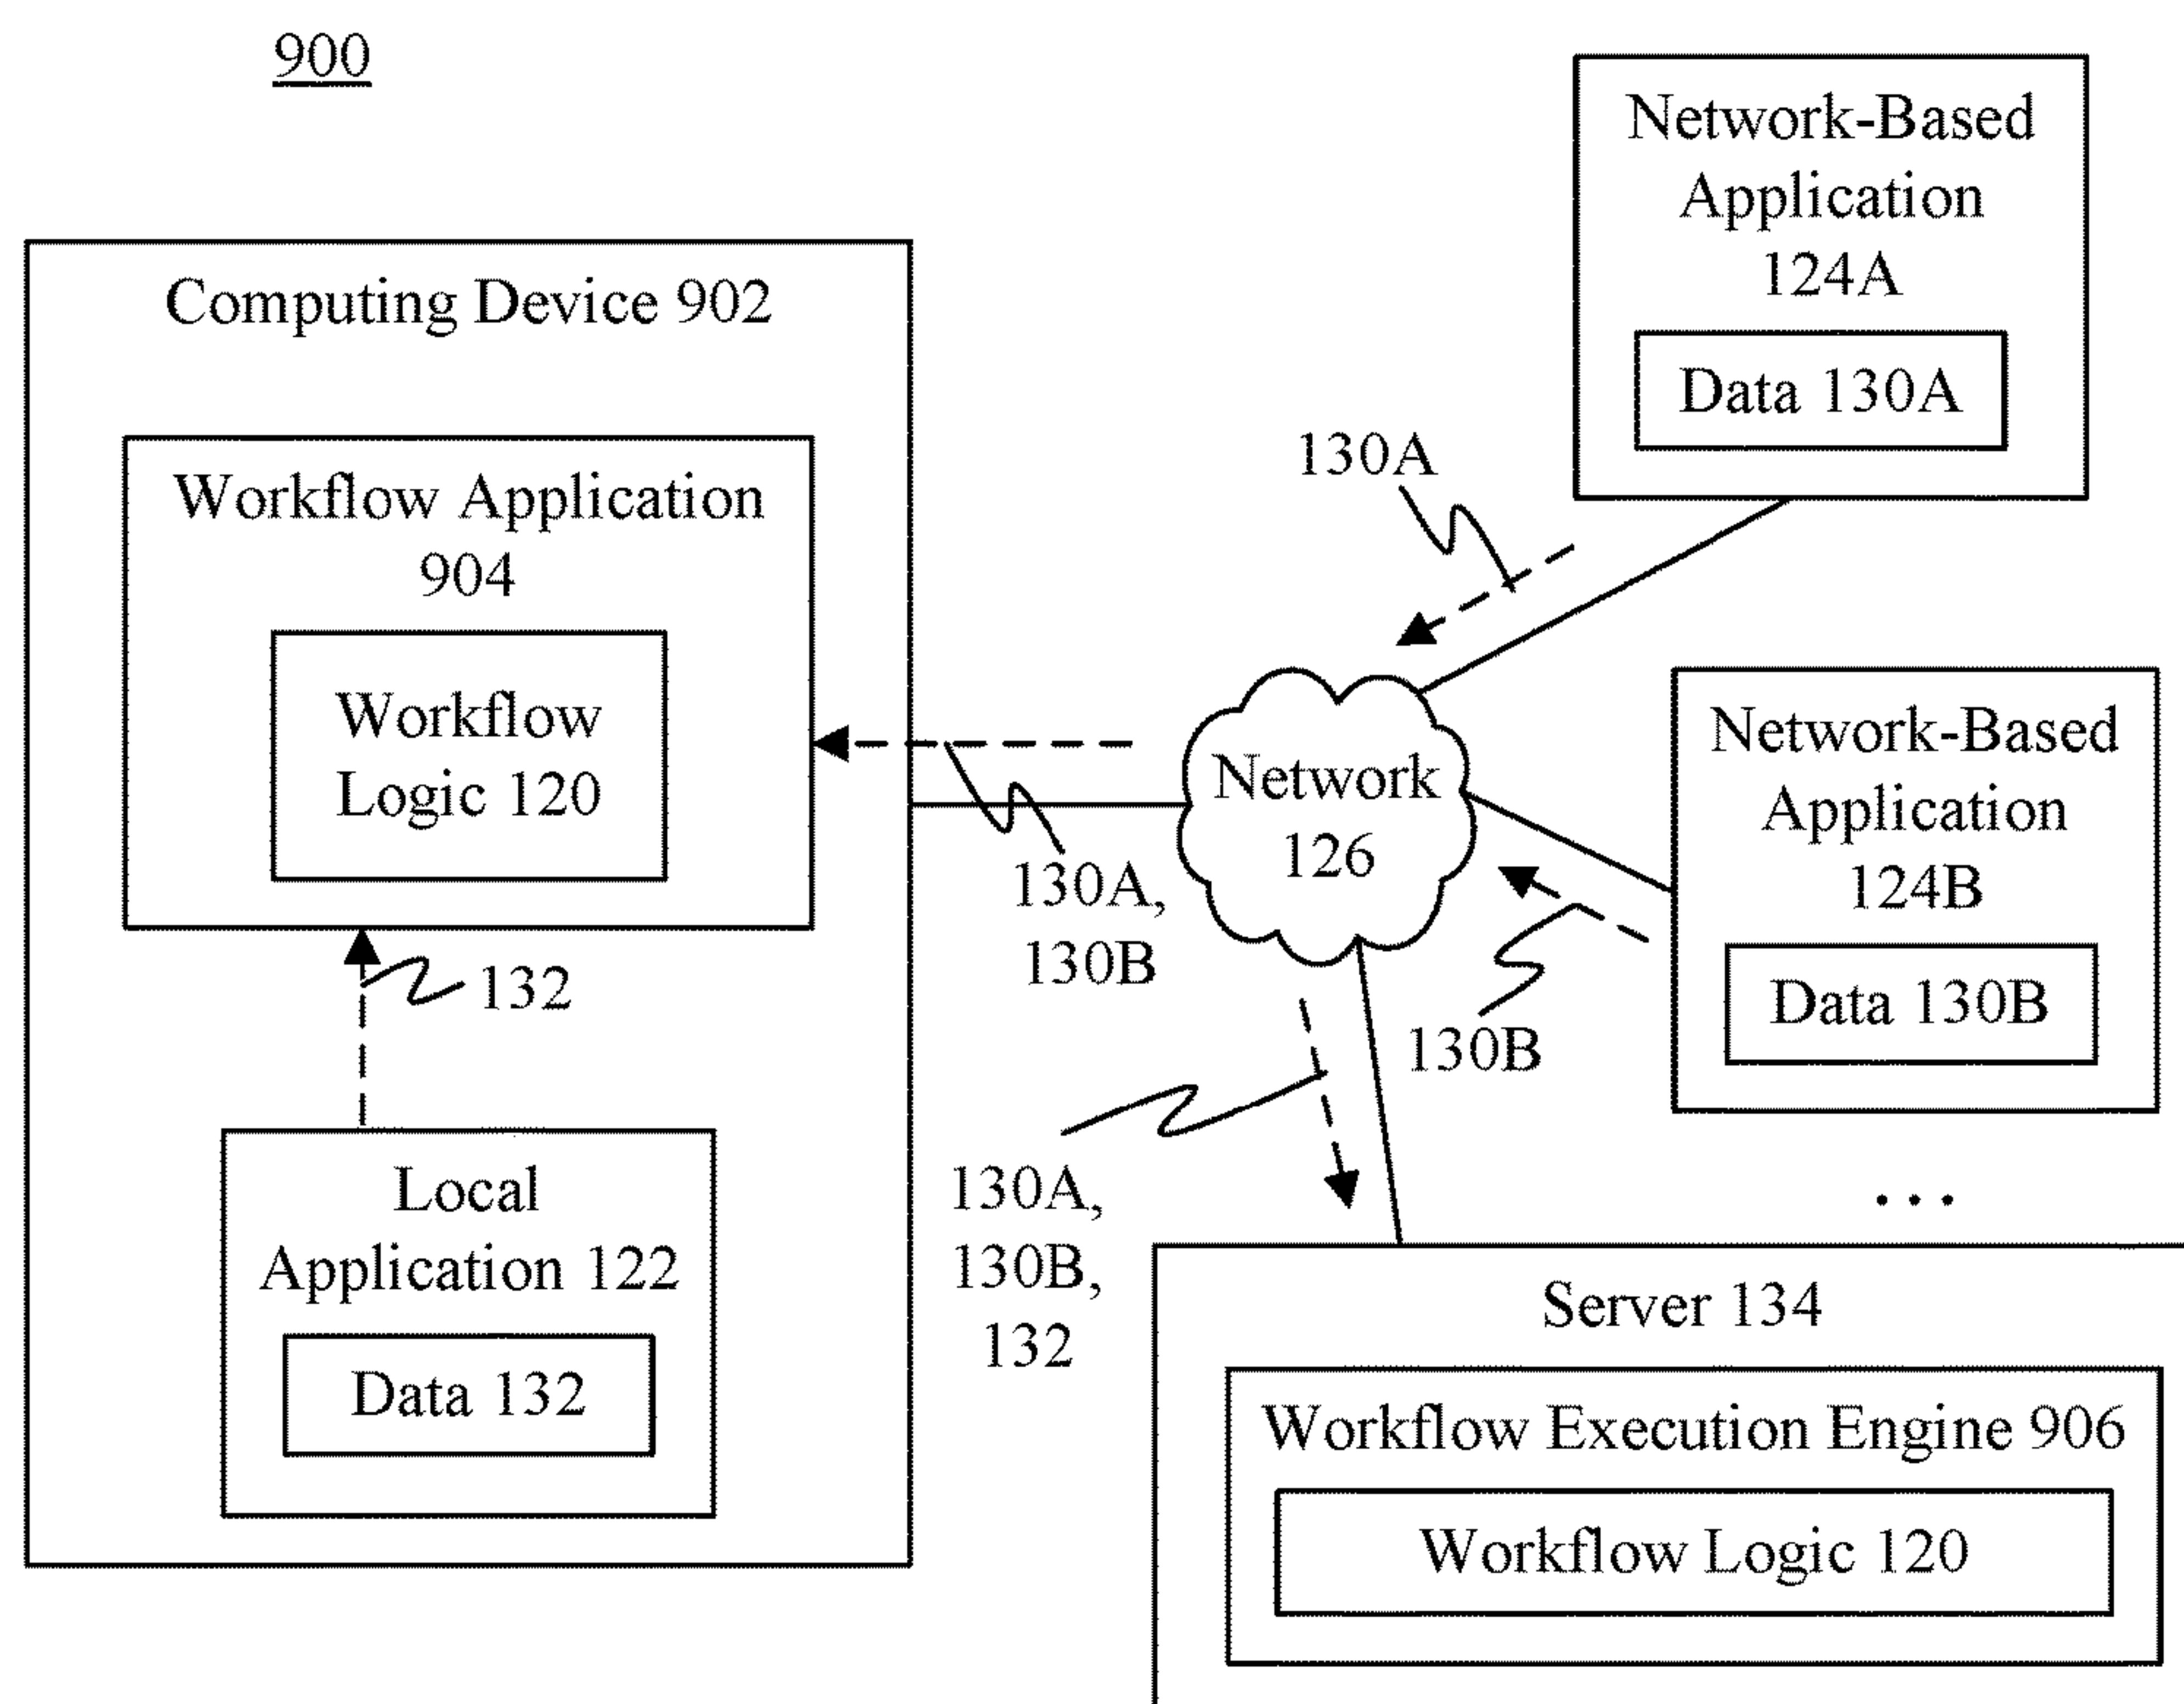 900
Computing Device 902
Workflow Application
904
Workflow
Logic 120
132
Local
Application 122
Data 132
130A,
130B
Network
126
130A
Network-Based
Application
124A
Data 130A
Network-Based
Application
124B
Data 130B
130B
...
130A,
130B,
132
Server 134
Workflow Execution Engine 906
Workflow Logic 120